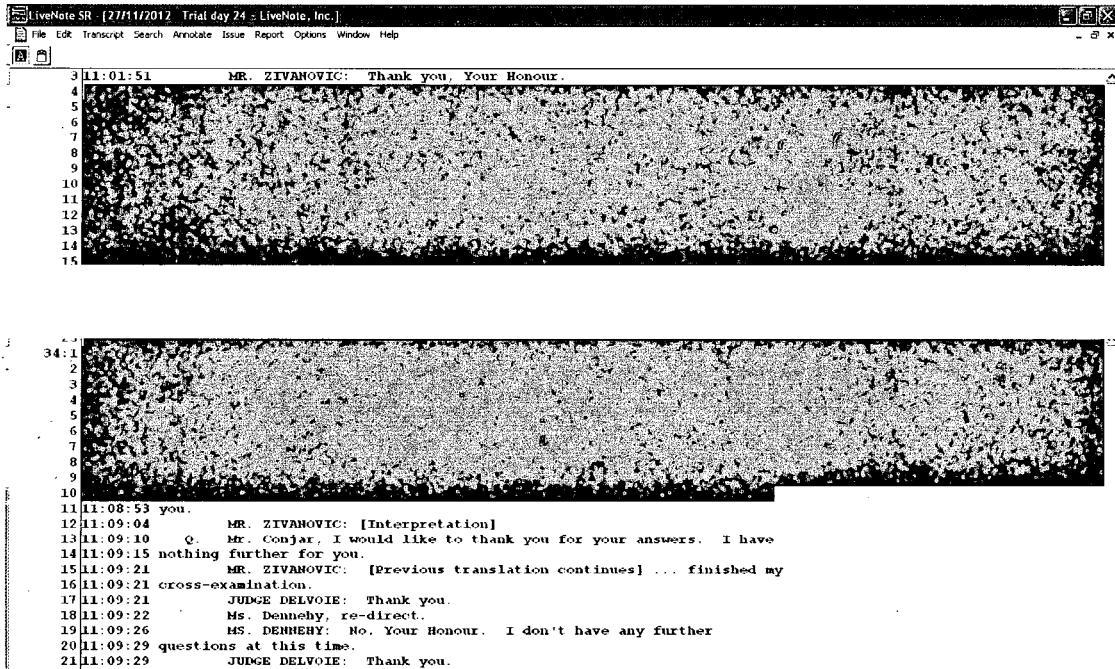 LiveNote SR - [27/11/2012 Trial day 24 - LiveNote, Inc.]
File Edit Transcript Search Annotate Issue Report Options Window Help
3 11:01:51 MR. ZIVANOVIC: Thank you, Your Honour.
4
5
6
7
8
9
10
11
12
13
14
15
34:1
2
3
4
5
6
7
8
9
10
11 11:08:53 you.
12 11:09:04 MR. ZIVANOVIC: [Interpretation]
13 11:09:10 Q. Mr. Conjar, I would like to thank you for your answers. I have
14 11:09:15 nothing further for you.
15 11:09:21 MR. ZIVANOVIC: [Previous translation continues] ... finished my
16 11:09:21 cross-examination.
17 11:09:21 JUDGE DELVOIE: Thank you.
18 11:09:22 Ms. Dennehy, re-direct.
19 11:09:26 MS. DENNEHY: No, Your Honour. I don't have any further
20 11:09:29 questions at this time.
21 11:09:29 JUDGE DELVOIE: Thank you.